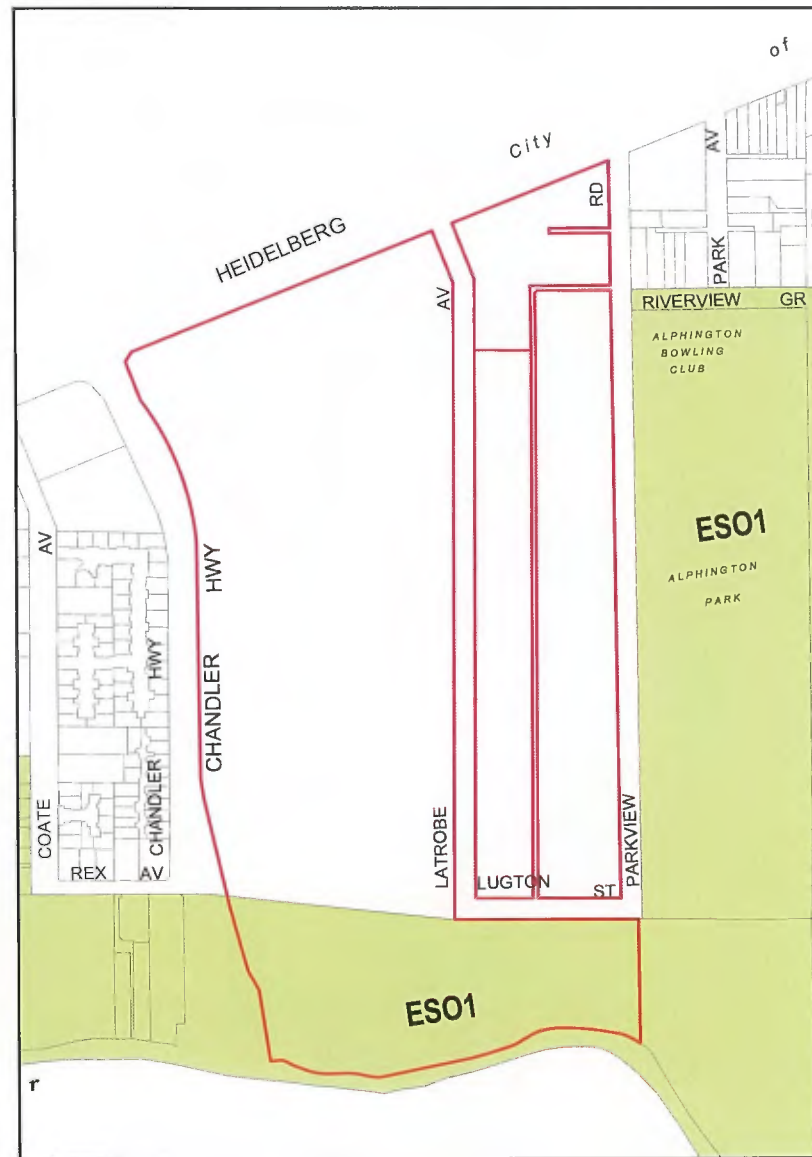 of
City
AV
RD
HEIDELBERG
PARK
AV
RIVERVIEW GR
ALPHINGTON
BOWLING
CLUB
ESO1
AV
HWY
ALPHINGTON
PARK
HWY
CHANDLER
COATE
CHANDLER
LATROBE
PARKVIEW
REX AV
LUGTON ST
ESO1
r